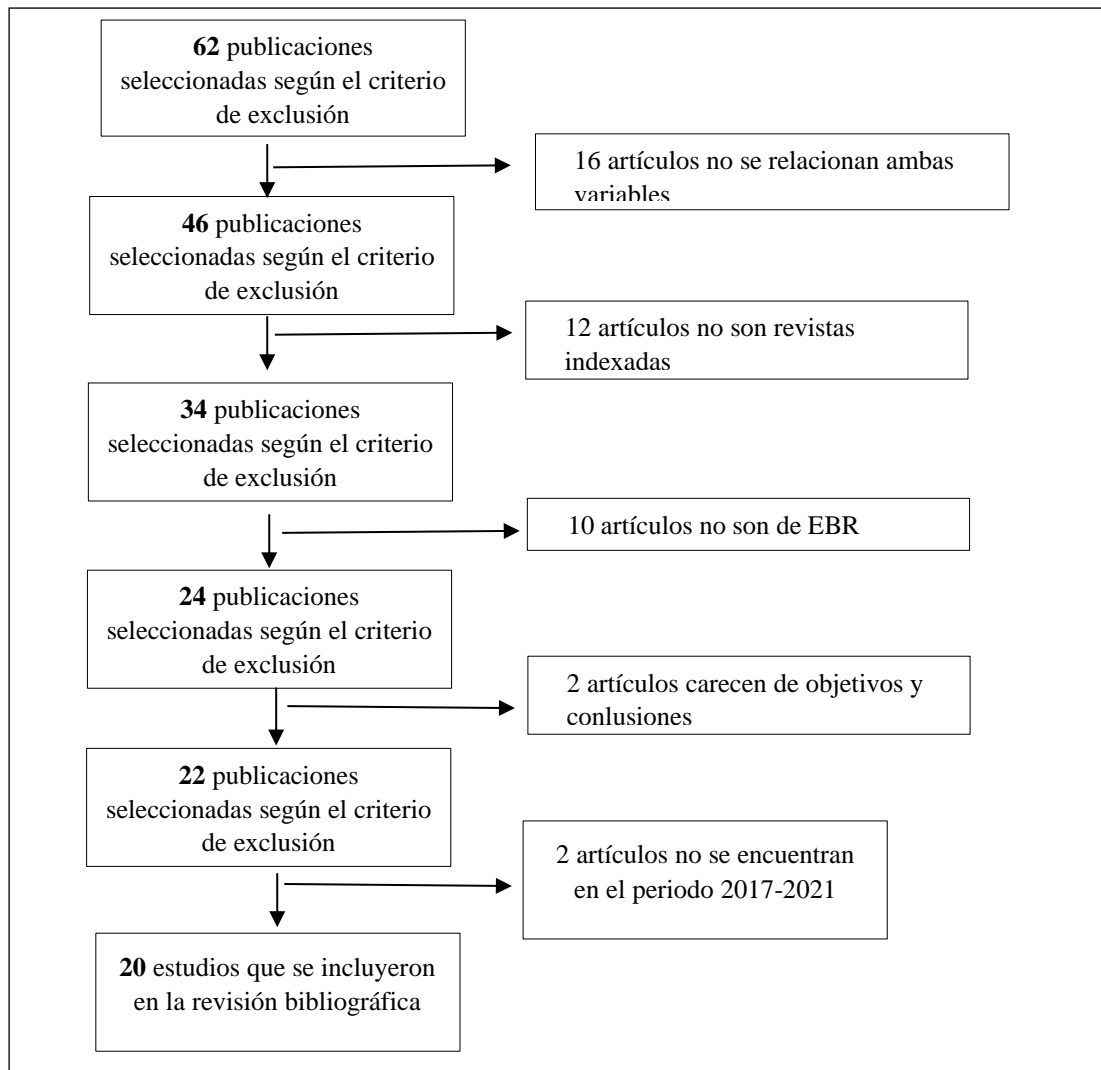 62 publicaciones
seleccionadas según el criterio
de exclusión
16 artículos no se relacionan ambas
variables
46 publicaciones
seleccionadas según el criterio
de exclusión
12 artículos no son revistas
indexadas
34 publicaciones
seleccionadas según el criterio
de exclusión
10 artículos no son de EBR
24 publicaciones
seleccionadas según el criterio
de exclusión
2 artículos carecen de objetivos y
conlusiones
22 publicaciones
seleccionadas según el criterio
de exclusión
2 artículos no se encuentran
en el periodo 2017-2021
20 estudios que se incluyeron
en la revisión bibliográfica